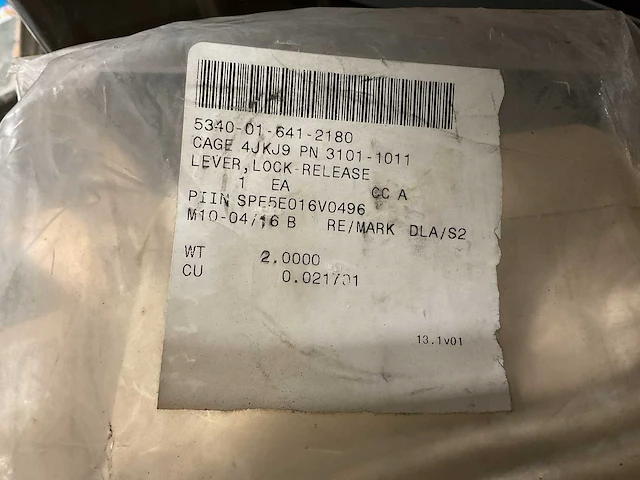 5340-01-641-2180
CAGE 4JKJ9 PN 3101-1011
LEVER,LOCK-RELEASE
1 EA CC A
PIIN SPE5E016V0496
M10-04/16 B RE/MARK DLA/S2
WT 2.0000
CU 0.021701
13.1v01